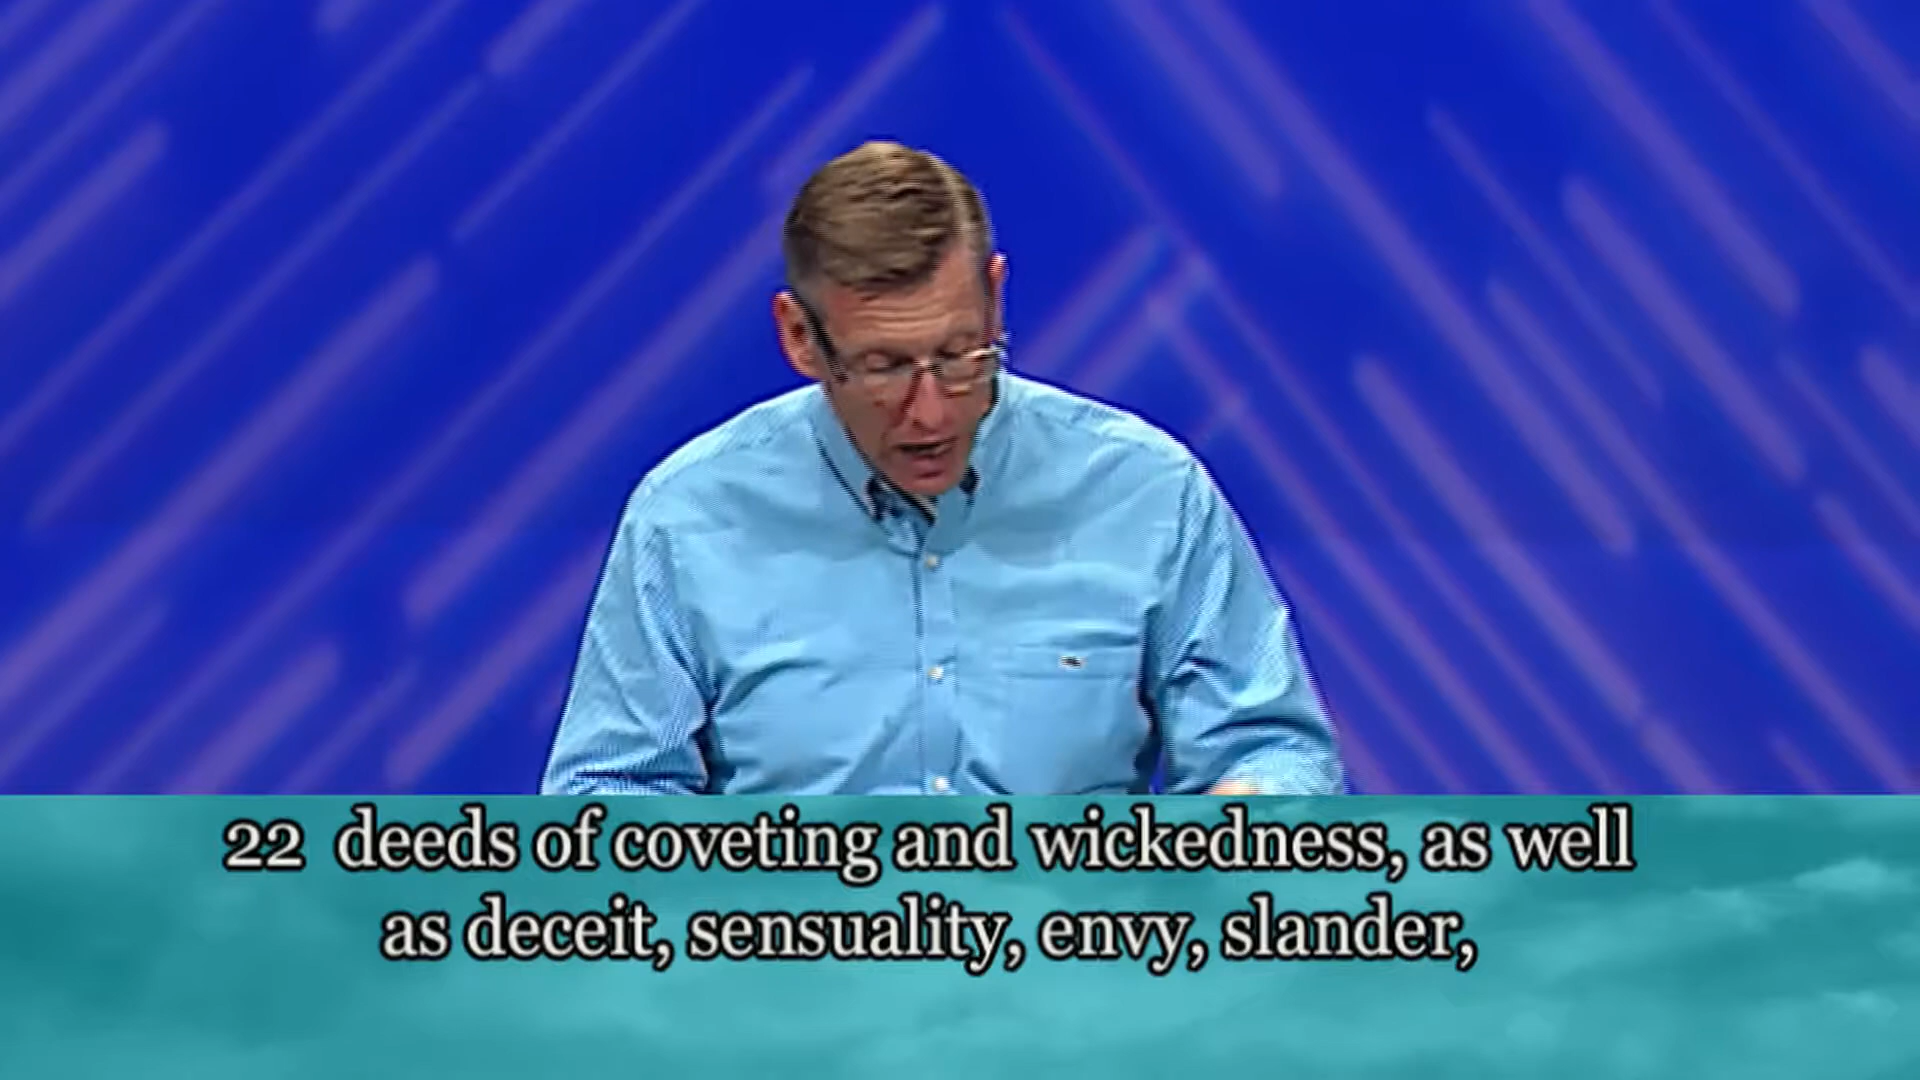 22 deeds of coveting and wickedness, as well
as deceit, sensuality, envy, slander,